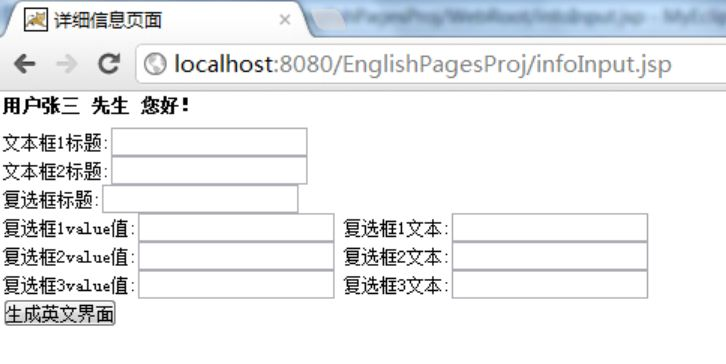 详细信息页面
localhost:8080/EnglishPagesProj/infoInput.jsp
用户张三 先生 您好！
文本框1标题:
文本框2标题:
复选框标题:
复选框1value值: 复选框1文本:
复选框2value值: 复选框2文本:
复选框3value值: 复选框3文本:
生成英文界面